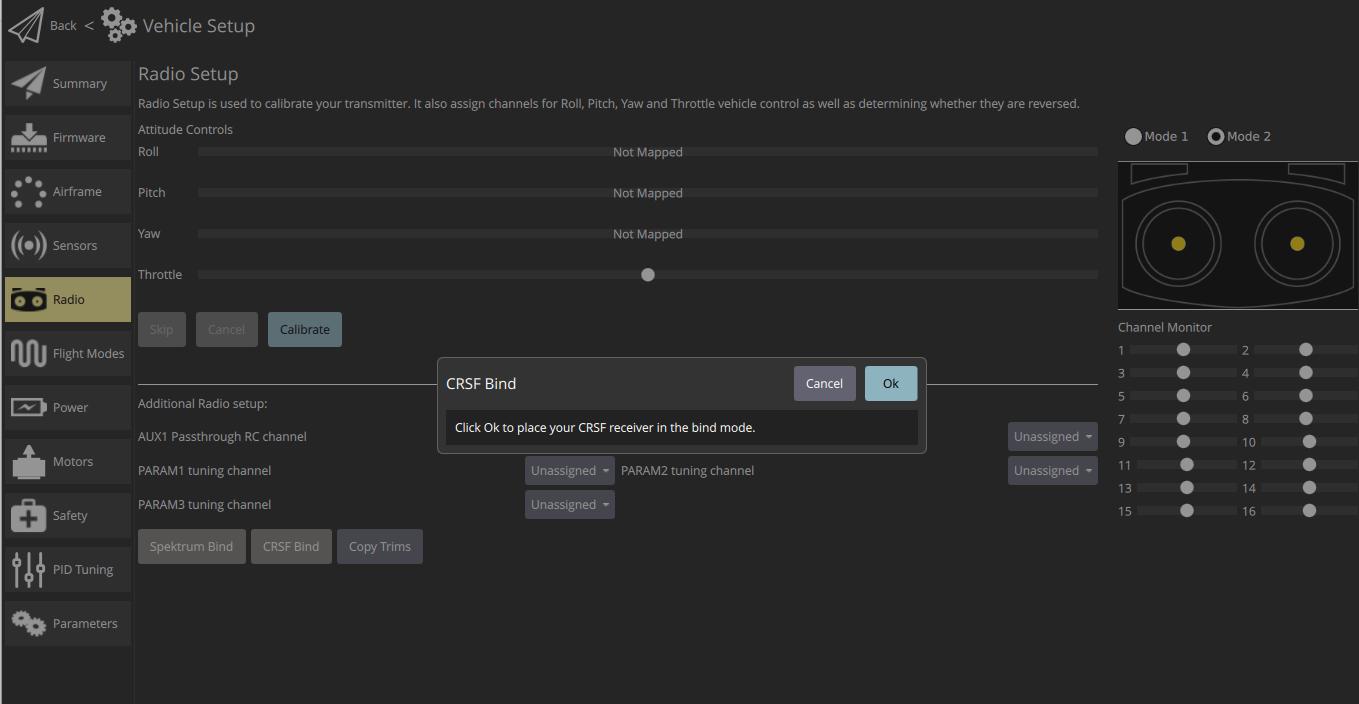 Back < Vehicle Setup
Summary
Firmware
Airframe
Sensors
Radio
Flight Modes
Power
Motors
Safety
PID Tuning
Parameters
Radio Setup
Radio Setup is used to calibrate your transmitter. It also assign channels for Roll, Pitch, Yaw and Throttle vehicle control as well as determining whether they are reversed.
Attitude Controls
Roll Not Mapped
Pitch Not Mapped
Yaw Not Mapped
Throttle
Skip Cancel Calibrate
CRSF Bind Cancel Ok
Click Ok to place your CRSF receiver in the bind mode.
Additional Radio setup:
AUX1 Passthrough RC channel Unassigned
PARAM1 tuning channel Unassigned PARAM2 tuning channel Unassigned
PARAM3 tuning channel Unassigned
Spektrum Bind CRSF Bind Copy Trims
Mode 1 Mode 2
Channel Monitor
1 2
3 4
5 6
7 8
9 10
11 12
13 14
15 16